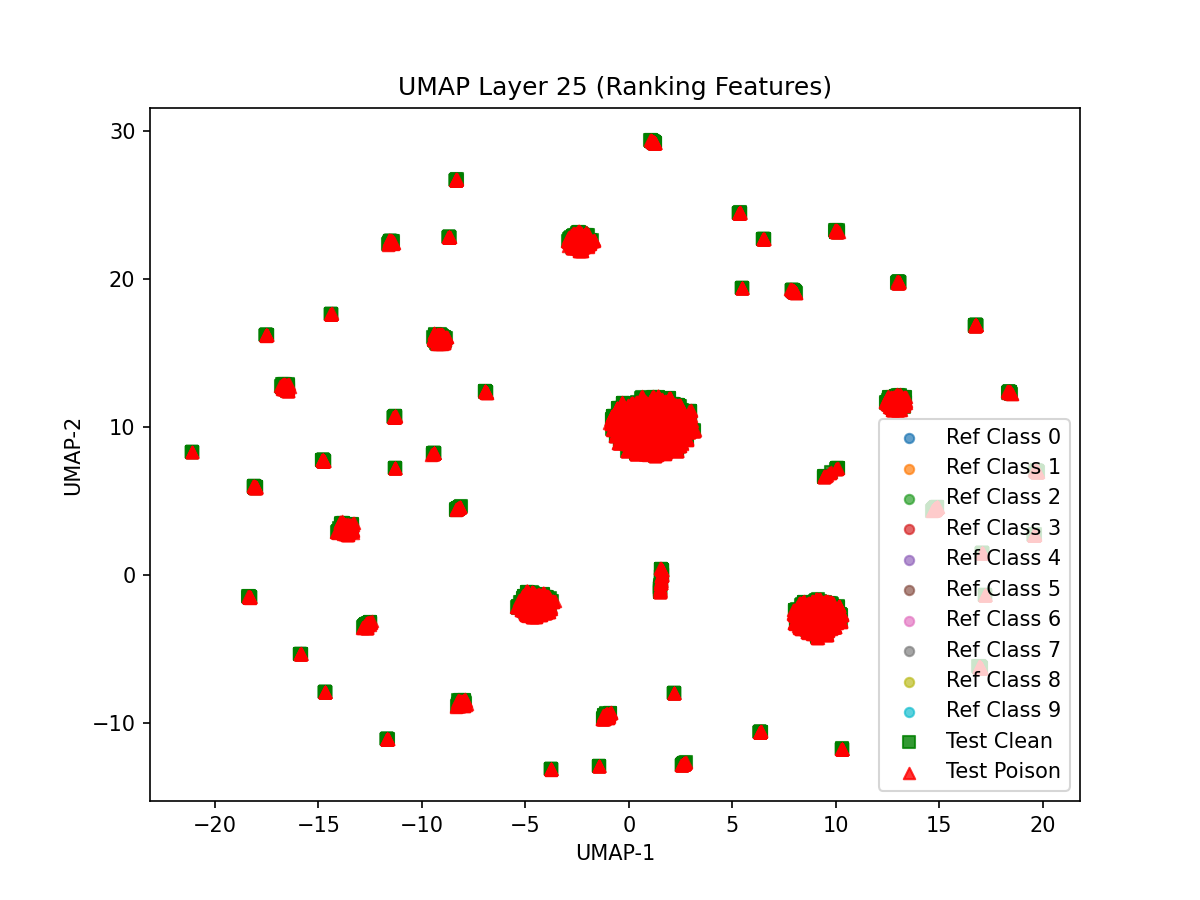 UMAP Layer 25 (Ranking Features)
30
20
10
0
−10
UMAP-2
−20
−15
−10
−5
0
5
10
15
20
UMAP-1
Ref Class 0
Ref Class 1
Ref Class 2
Ref Class 3
Ref Class 4
Ref Class 5
Ref Class 6
Ref Class 7
Ref Class 8
Ref Class 9
Test Clean
Test Poison